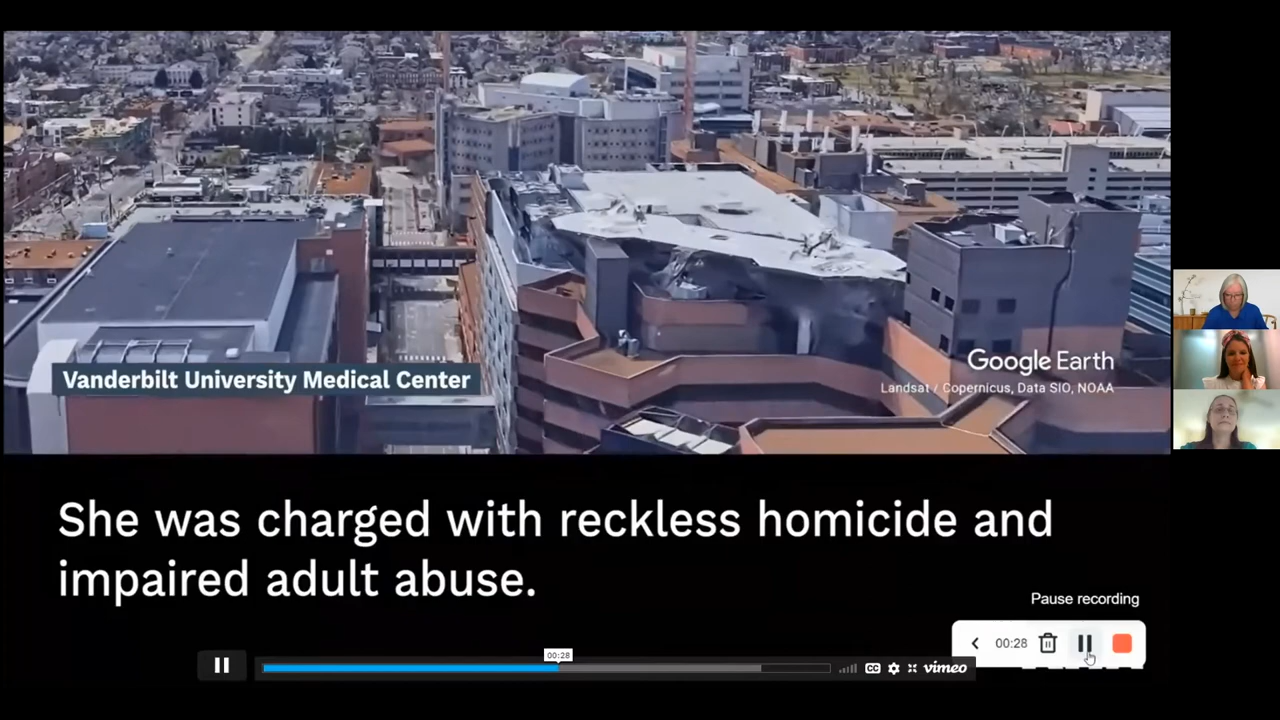 Vanderbilt University Medical Center
Google Earth
Landsat / Copernicus, Data SIO, NOAA
She was charged with reckless homicide and
impaired adult abuse.
Pause recording
00:28
00:28
CC
vimeo